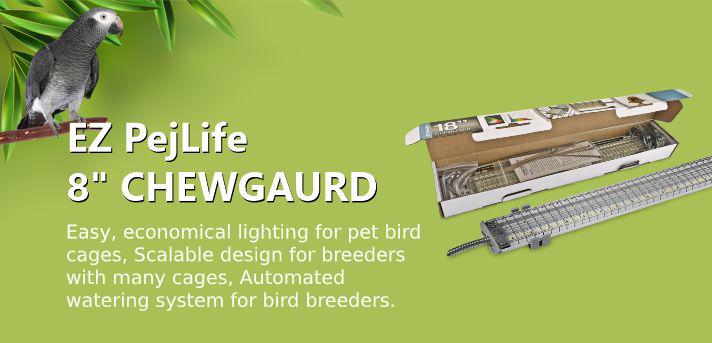 EZ PejLife
8" CHEWGAURD
Easy, economical lighting for pet bird
cages, Scalable design for breeders
with many cages, Automated
watering system for bird breeders.
18"